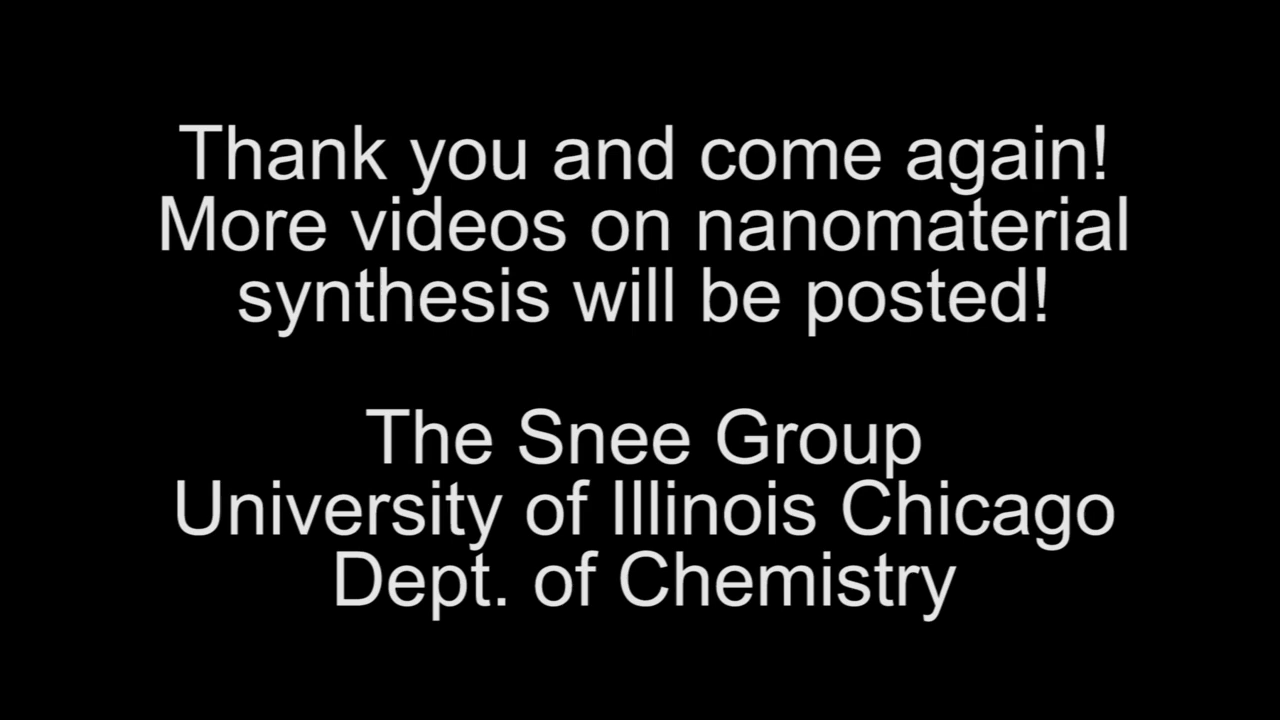 Thank you and come again!
More videos on nanomaterial
synthesis will be posted!
The Snee Group
University of Illinois Chicago
Dept. of Chemistry